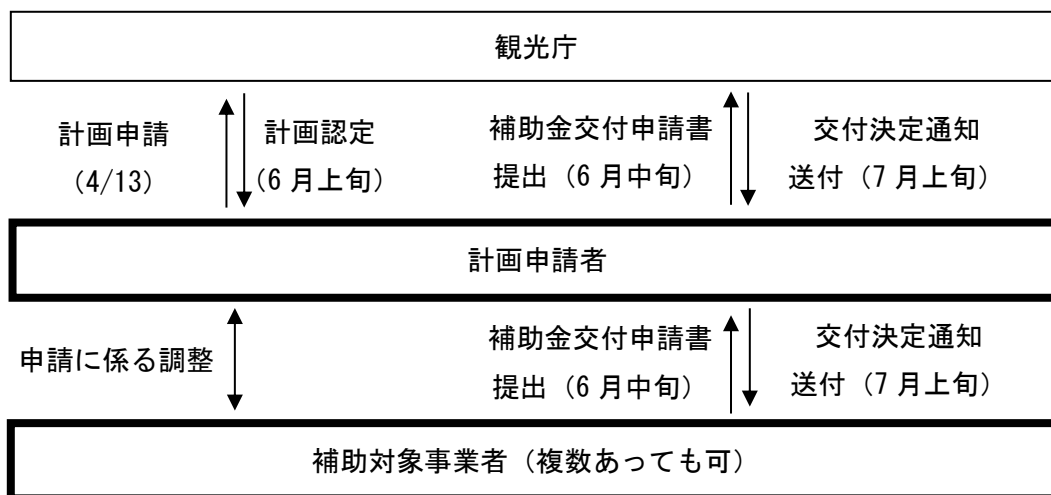 観光庁
計画申請
(4/13)
計画認定
(6月上旬)
補助金交付申請書
提出（6月中旬）
交付決定通知
送付（7月上旬）
計画申請者
申請に係る調整
補助金交付申請書
提出（6月中旬）
交付決定通知
送付（7月上旬）
補助対象事業者（複数あっても可）